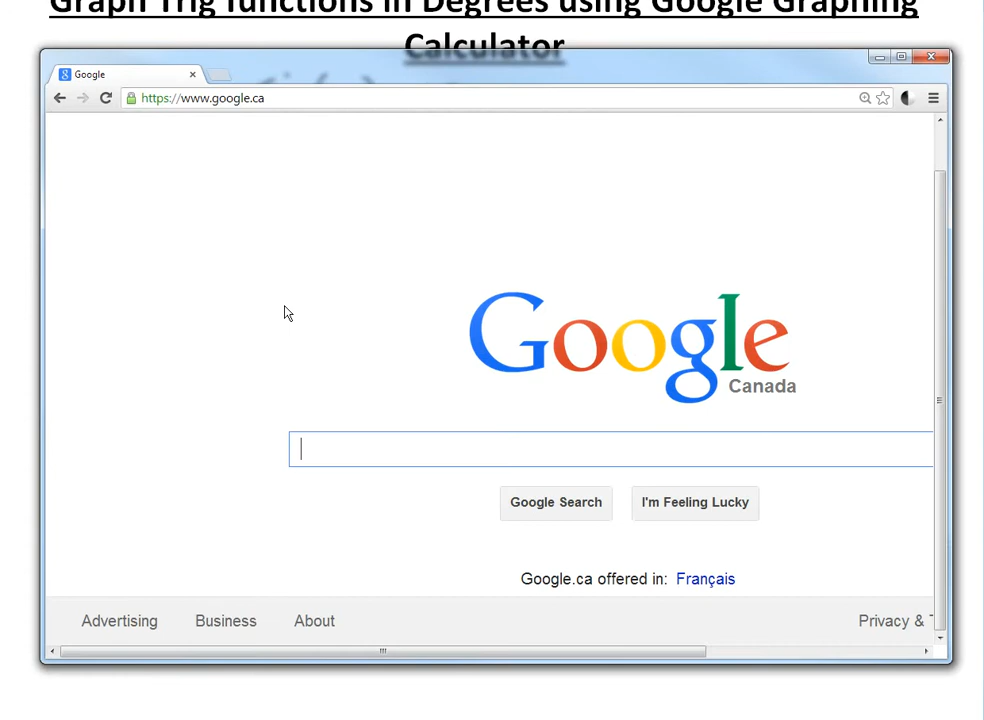 Graph Trig functions in Degrees using Google Graphing
Calculator
Google
https://www.google.ca
Google
Canada
Google Search I'm Feeling Lucky
Google.ca offered in: Français
Advertising Business About Privacy &